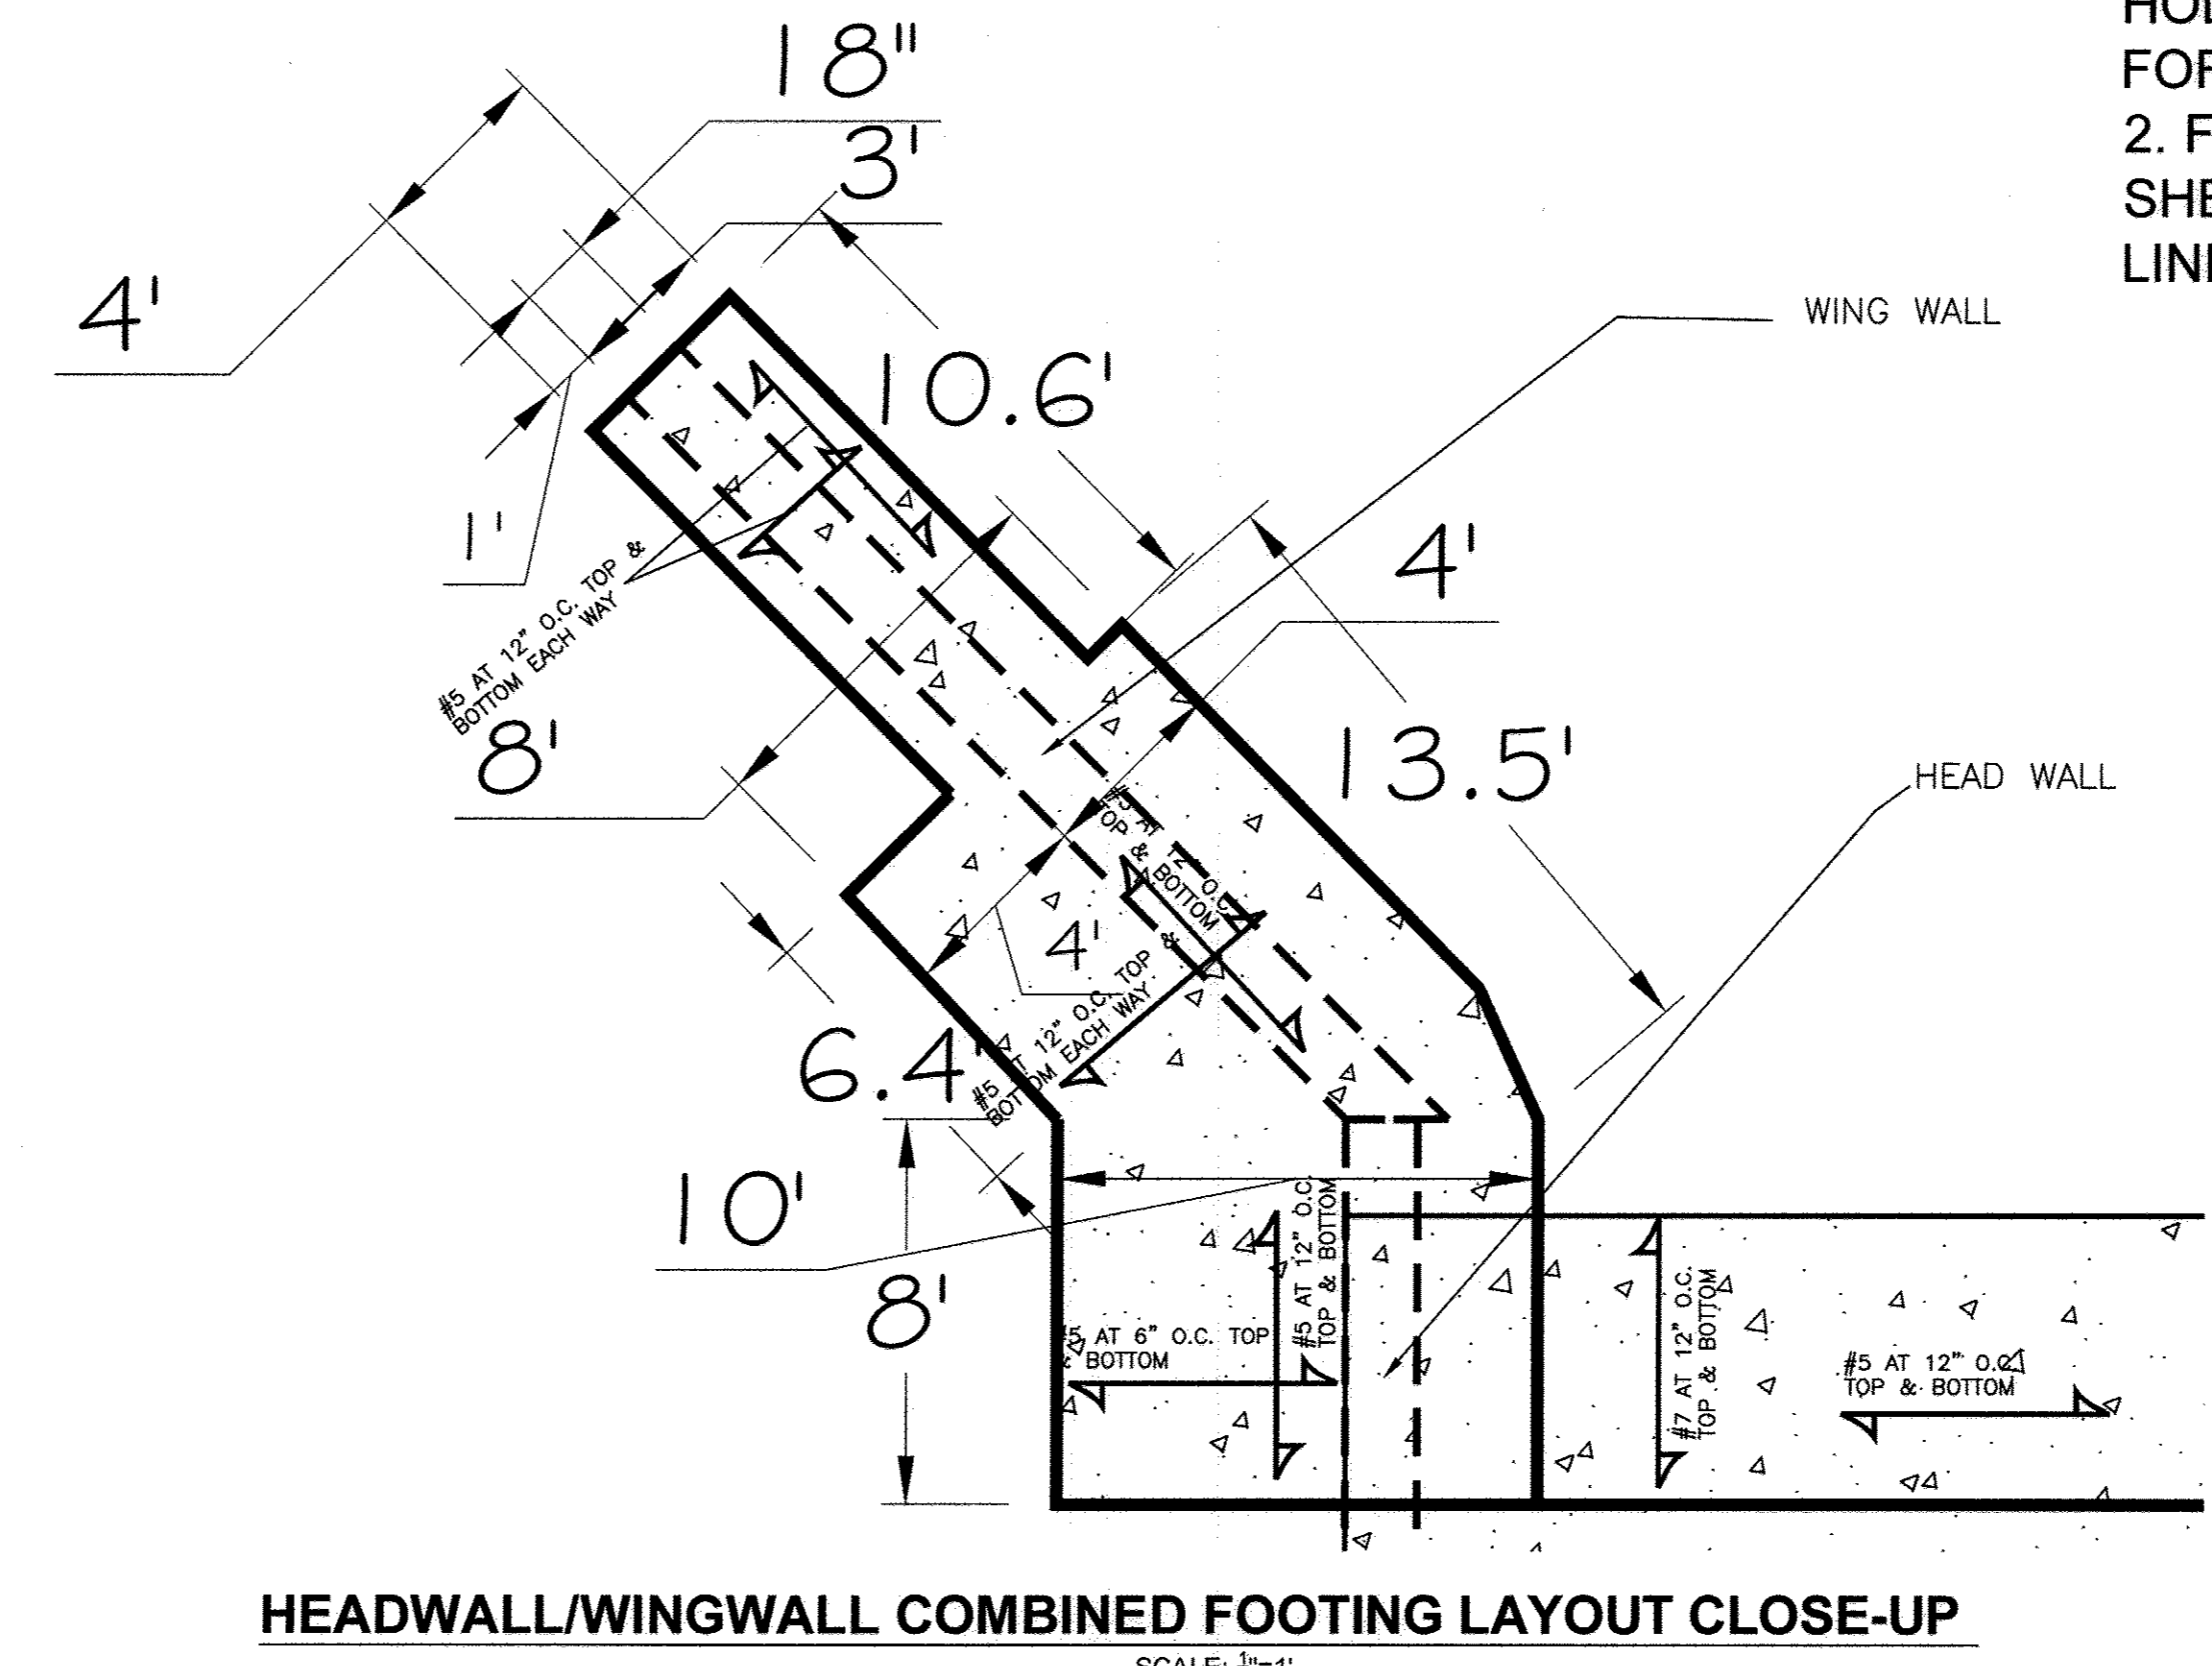 18"
3'
4'
10.6'
WING WALL
1'
#5 AT 12" O.C. TOP &
BOTTOM EACH WAY
4'
8'
13.5'
HEAD WALL
TOP & BOTTOM
4'
#5 AT 12" O.C. TOP &
BOTTOM EACH WAY
6.4'
10'
8'
#5 AT 12" O.C.
TOP & BOTTOM
5 AT 6" O.C. TOP
& BOTTOM
#7 AT 12" O.C.
TOP & BOTTOM
#5 AT 12" O.C.
TOP & BOTTOM
2. F
LIN
HEADWALL/WINGWALL COMBINED FOOTING LAYOUT CLOSE-UP